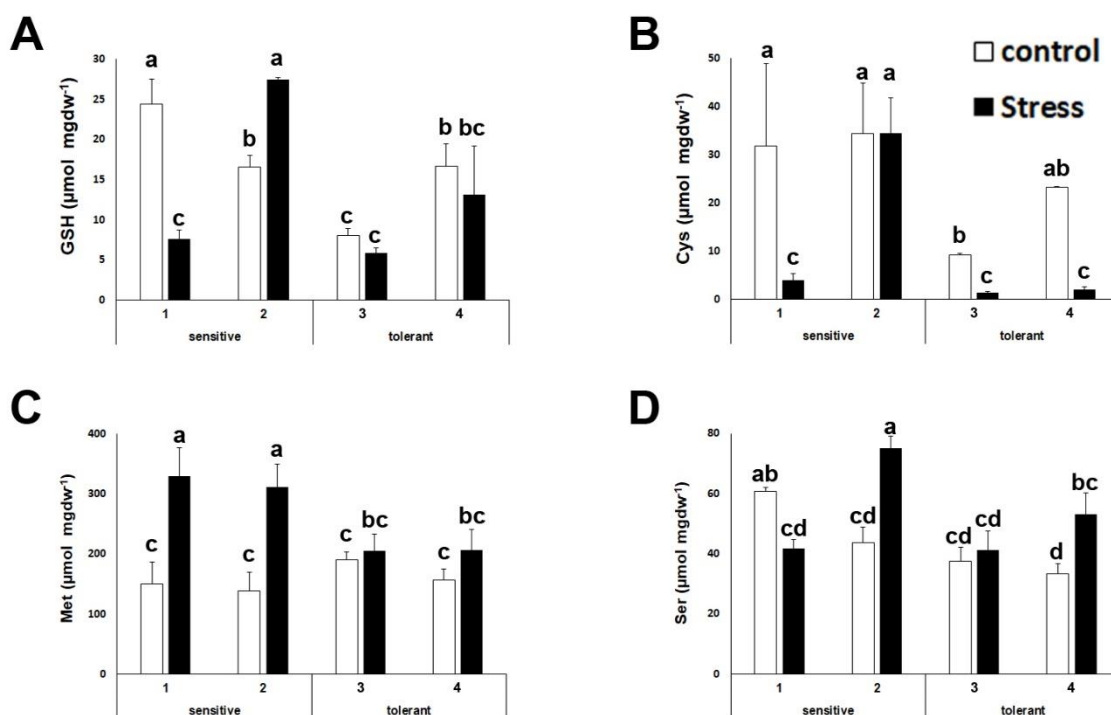 A
GSH (µmol mgdw⁻¹)
30
25
20
15
10
5
0
a
c
b
a
c
c
b
bc
1
2
3
4
sensitive
tolerant
B
control
Stress
Cys (µmol mgdw⁻¹)
50
40
30
20
10
0
a
c
a
a
b
c
ab
c
1
2
3
4
sensitive
tolerant
C
Met (µmol mgdw⁻¹)
400
300
200
100
0
c
a
c
a
c
bc
c
bc
1
2
3
4
sensitive
tolerant
D
Ser (µmol mgdw⁻¹)
80
60
40
20
0
ab
cd
cd
a
cd
cd
d
bc
1
2
3
4
sensitive
tolerant